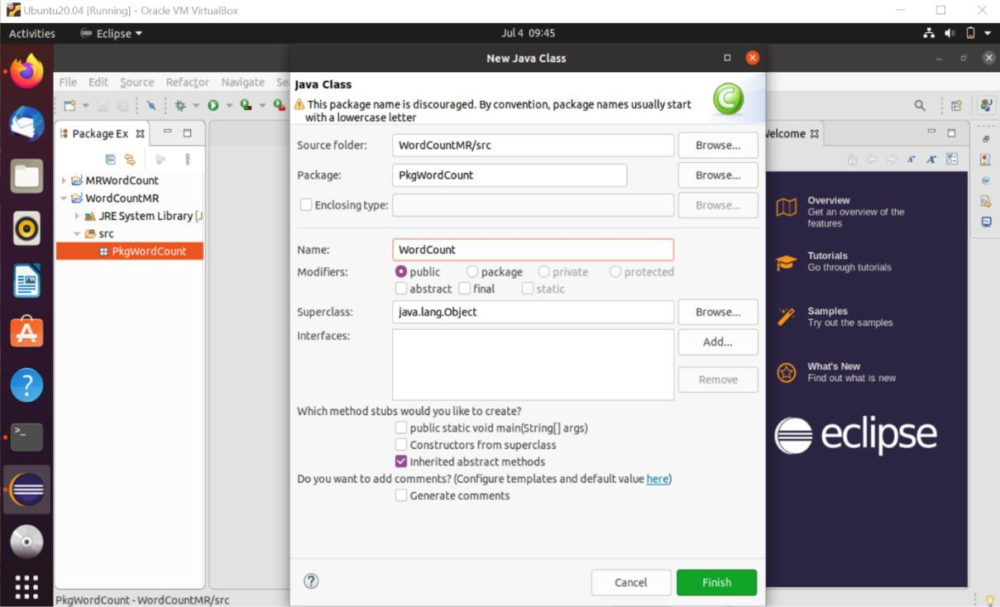 Ubuntu20.04 [Running] - Oracle VM VirtualBox
Activities Eclipse Jul 4 09:45
New Java Class
File Edit Source Refactor Navigate Se
Java Class
This package name is discouraged. By convention, package names usually start
with a lowercase letter
Package Ex
Welcome
Source folder: WordCountMR/src Browse...
Package: PkgWordCount Browse...
Enclosing type: Browse...
MRWordCount
WordCountMR
JRE System Library [J
src
PkgWordCount
Name: WordCount
Modifiers: public package private protected
abstract final static
Superclass: java.lang.Object Browse...
Interfaces: Add...
Remove
Which method stubs would you like to create?
public static void main(String[] args)
Constructors from superclass
Inherited abstract methods
Do you want to add comments? (Configure templates and default value here)
Generate comments
Cancel Finish
Overview
Get an overview of the
features
Tutorials
Go through tutorials
Samples
Try out the samples
What's New
Find out what is new
eclipse
PkgWordCount - WordCountMR/src